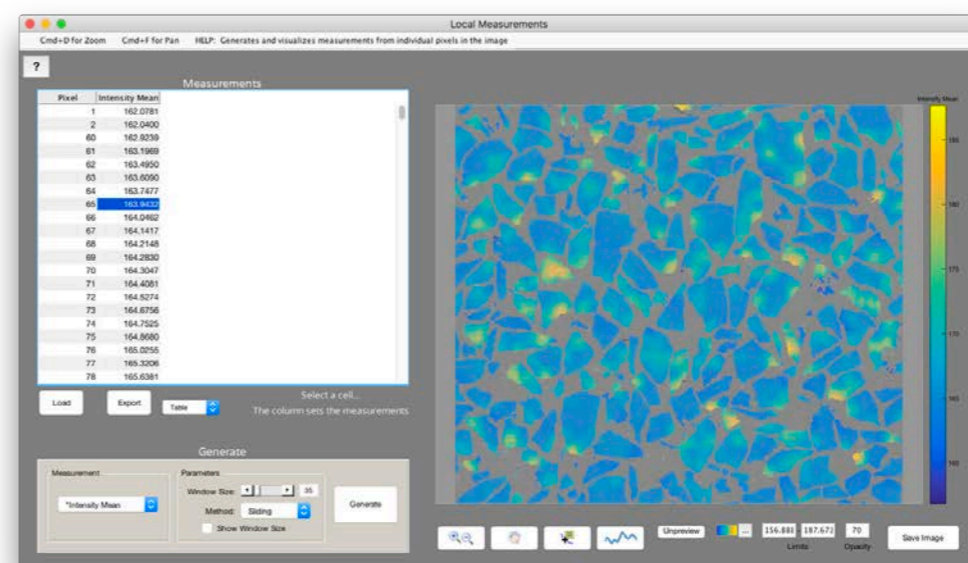 Local Measurements
Cmd+D for Zoom Cmd+F for Pan HELP: Generates and visualizes measurements from individual pixels in the image
?
Measurements
Pixel Intensity Mean
1 162.0781
2 162.0400
60 162.9239
61 163.1969
62 163.4950
63 163.6090
64 163.7477
65 163.9432
66 164.0462
67 164.1417
68 164.2148
69 164.2830
70 164.3047
71 164.4081
72 164.5274
73 164.6756
74 164.7525
75 164.8680
76 165.0255
77 165.3206
78 165.6381
Load Export Table
Select a cell...
The column sets the measurements
Generate
Measurement
*Intensity Mean
Parameters
Window Size: 35
Method: Sliding
Show Window Size
Generate
Intensity Mean
185
180
175
170
165
160
Unpreview ... 156.881 - 187.672 70
Limits Opacity
Save Image